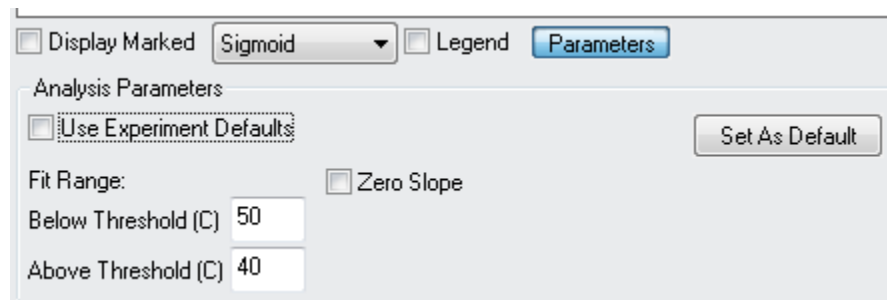 Display Marked Sigmoid Legend Parameters
Analysis Parameters
Use Experiment Defaults Set As Default
Fit Range: Zero Slope
Below Threshold (C) 50
Above Threshold (C) 40